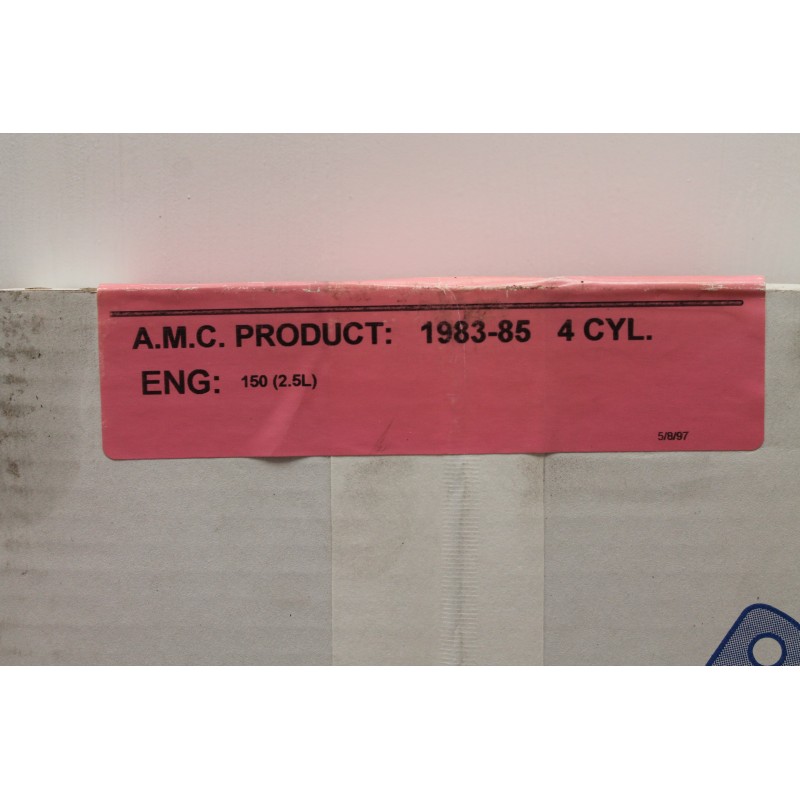 A.M.C. PRODUCT: 1983-85 4 CYL.
ENG: 150 (2.5L)
5/8/97